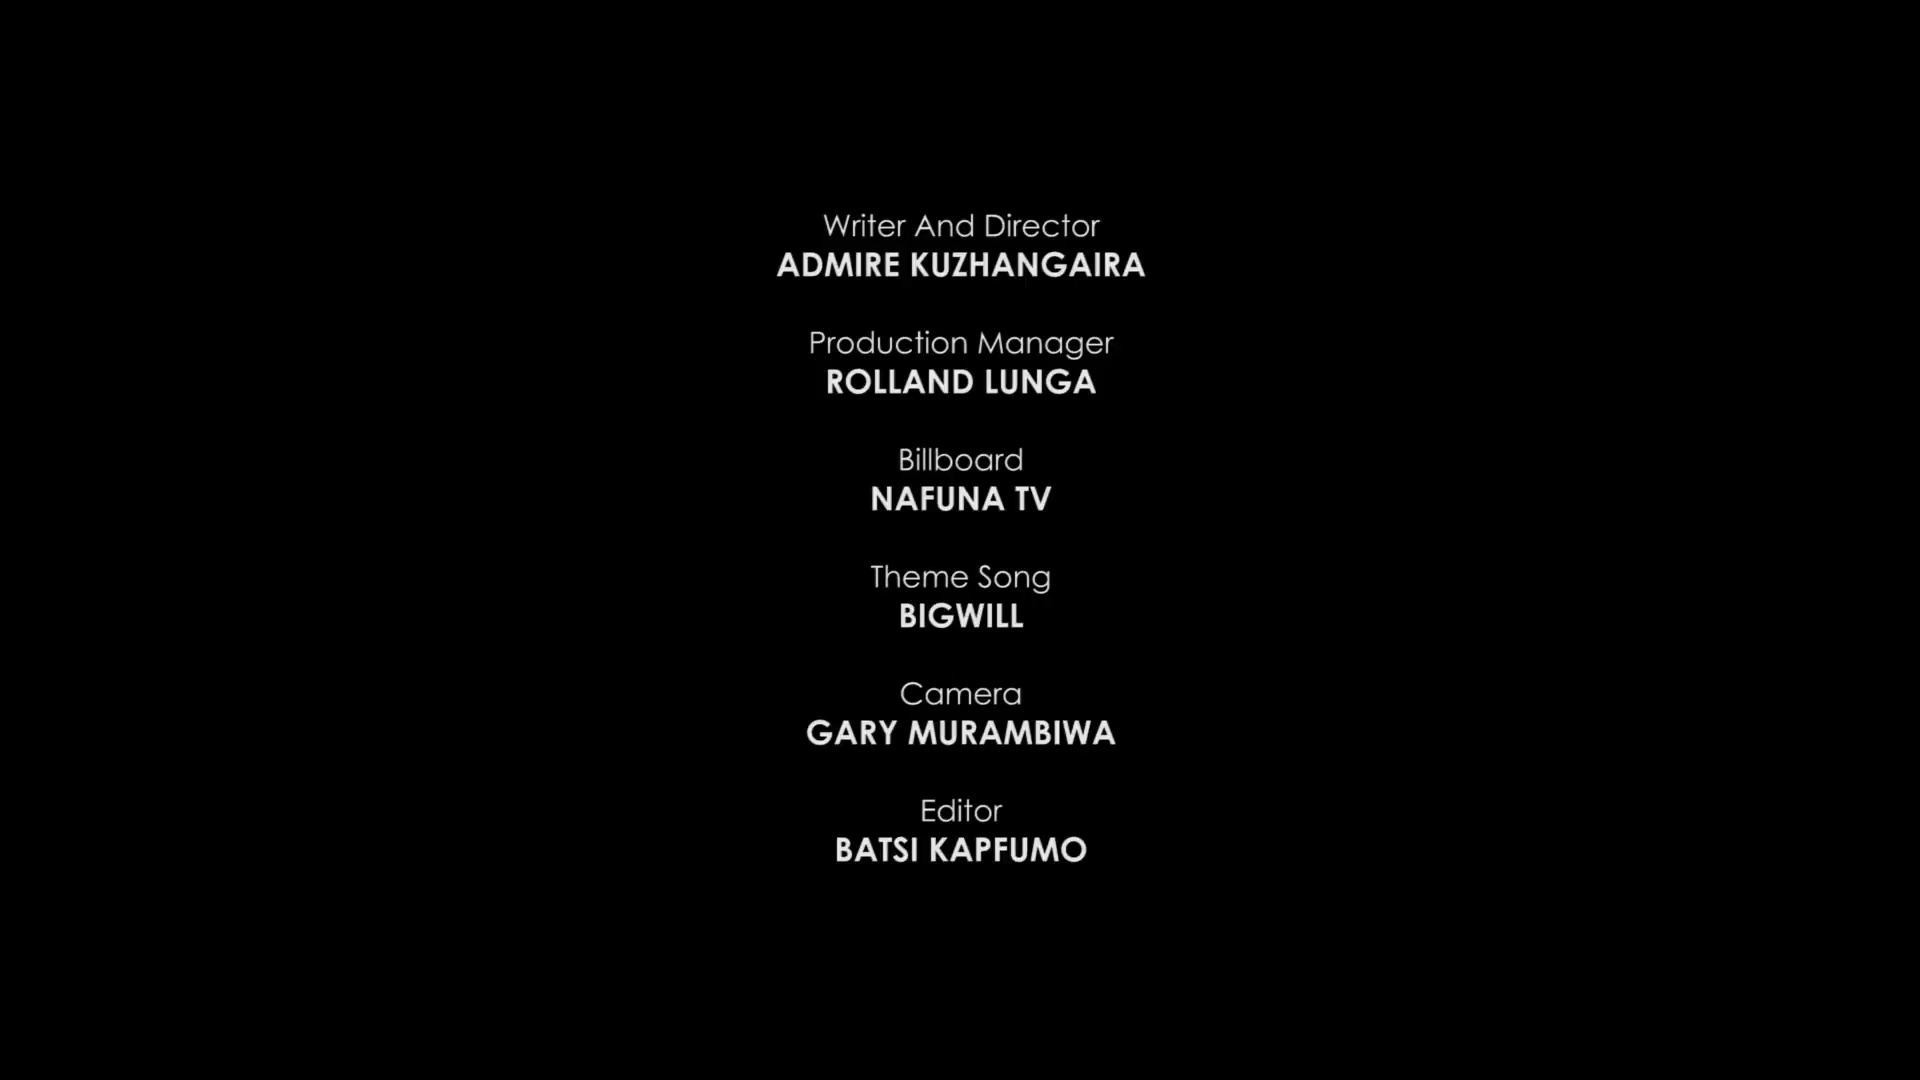 Writer And Director
ADMIRE KUZHANGAIRA
Production Manager
ROLLAND LUNGA
Billboard
NAFUNA TV
Theme Song
BIGWILL
Camera
GARY MURAMBIWA
Editor
BATSI KAPFUMO